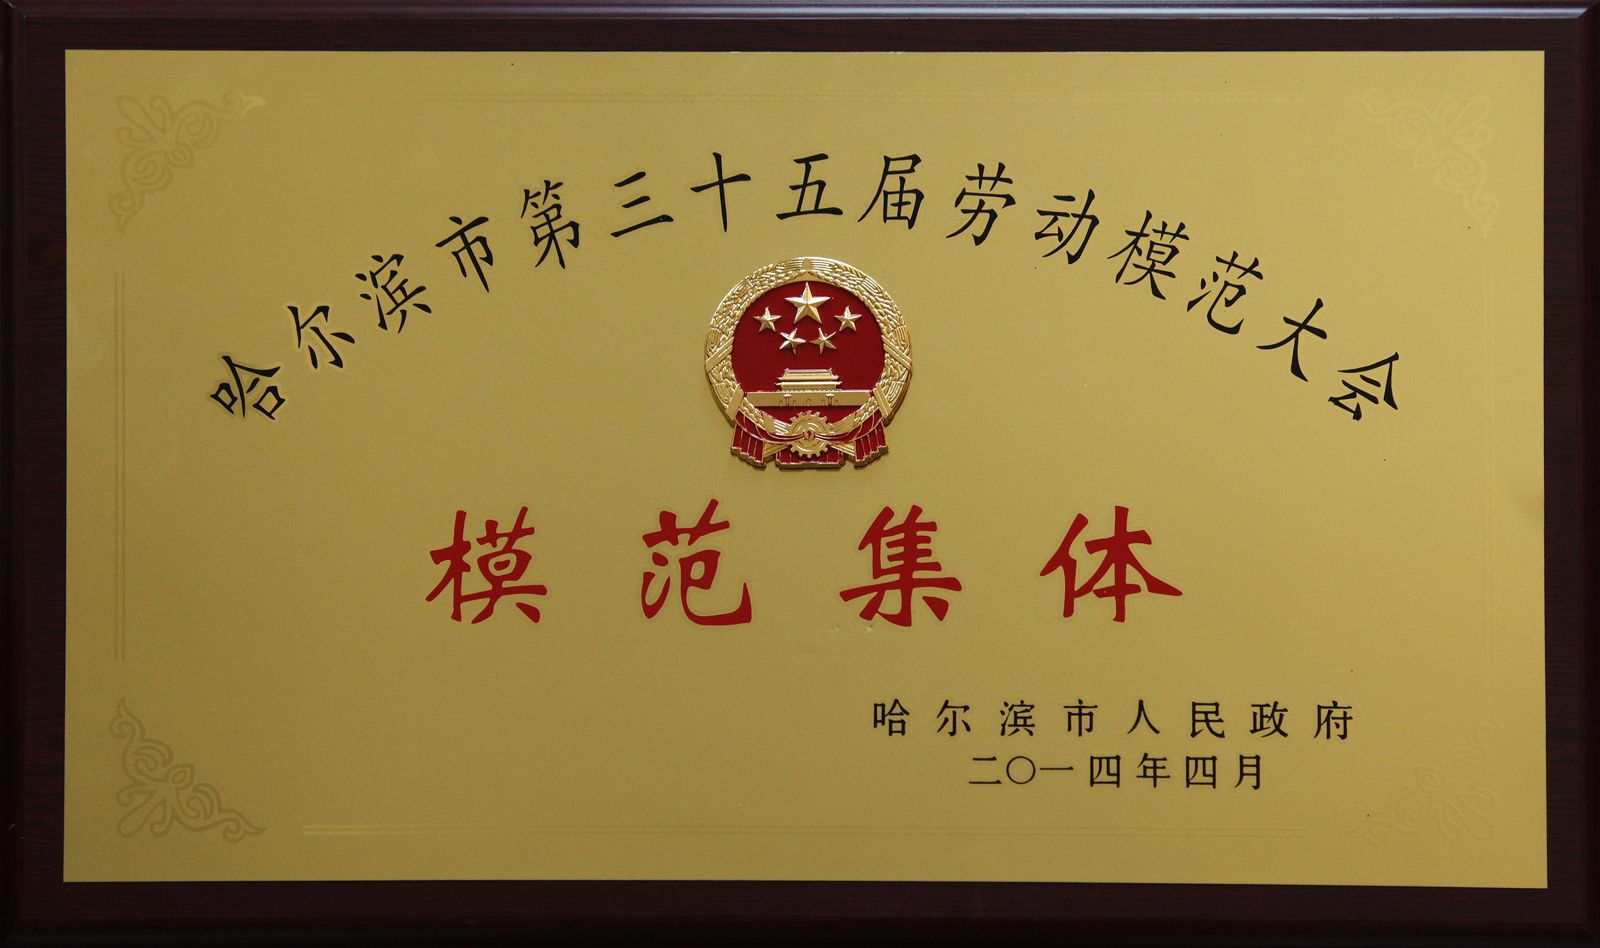 哈尔滨市第三十五届劳动模范大会
模范集体
哈尔滨市人民政府
二〇一四年四月